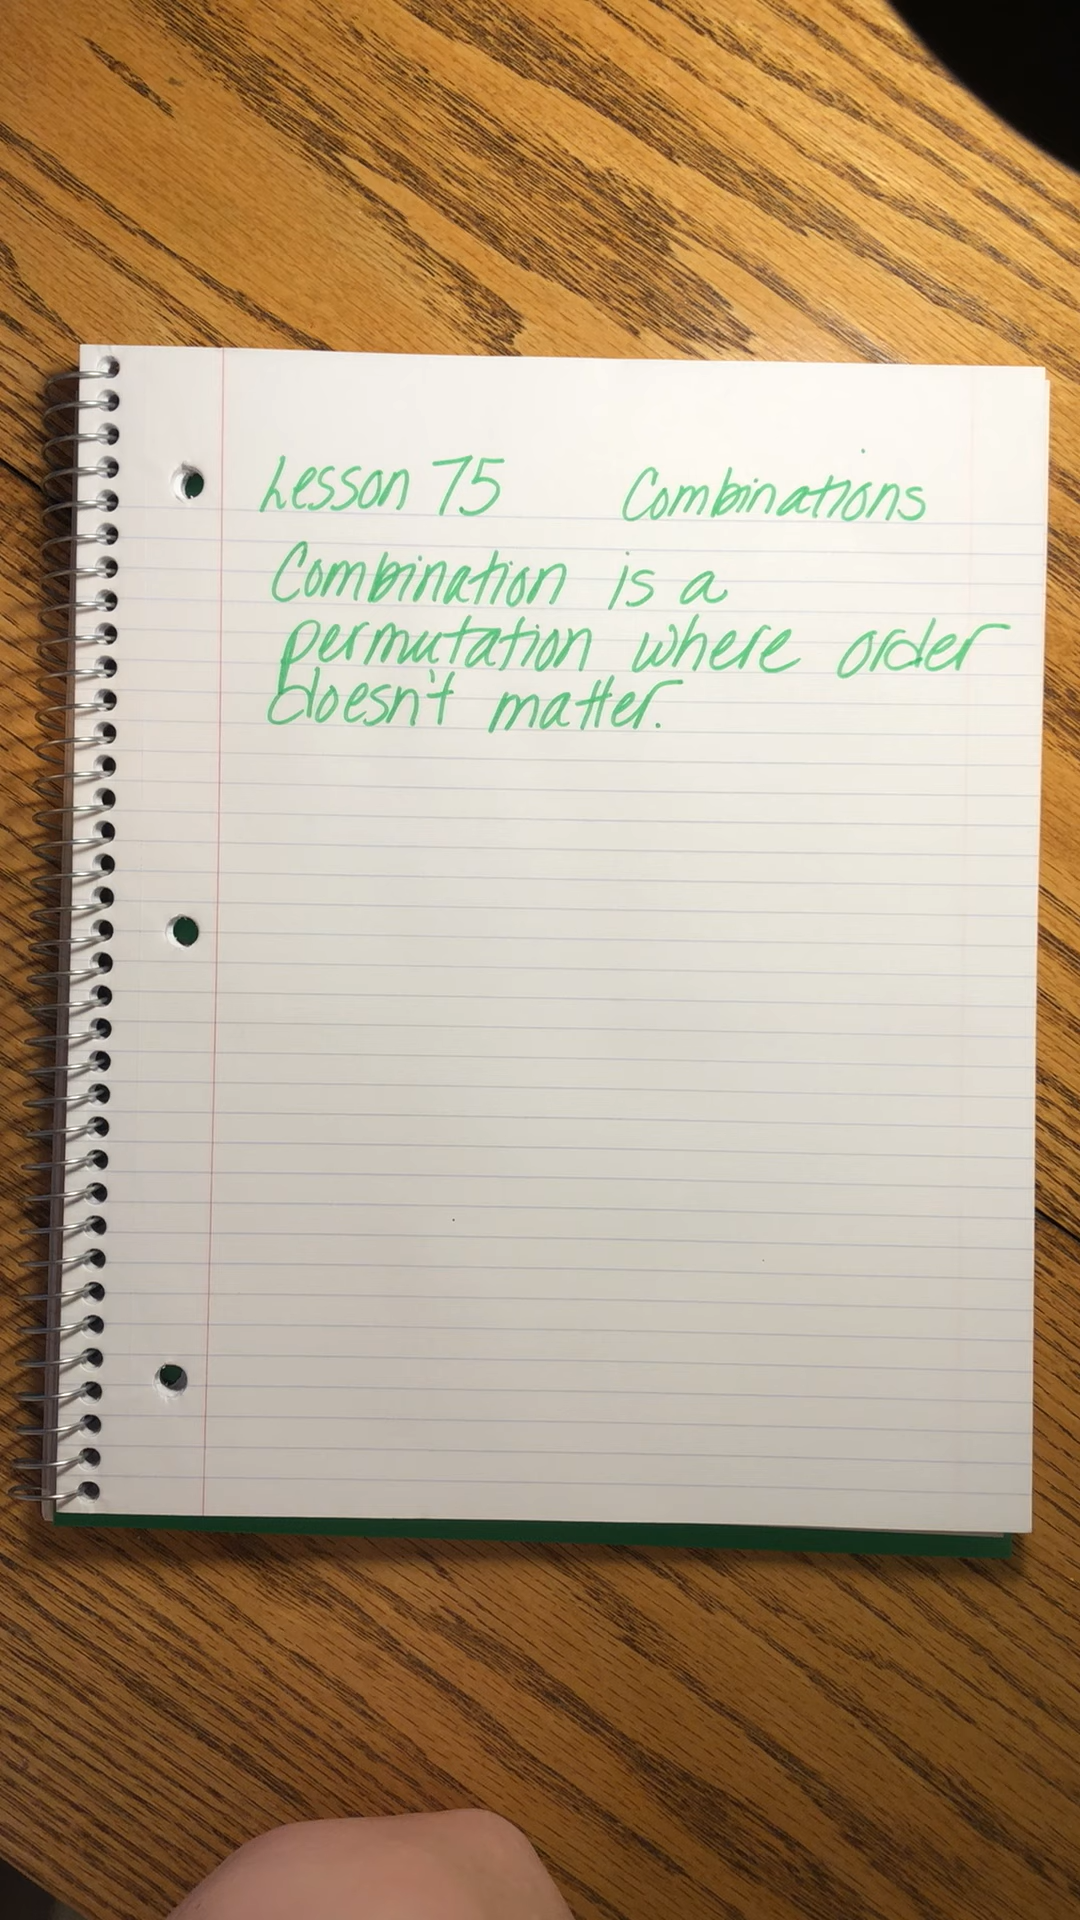 Lesson 75 Combinations
Combination is a
permutation where order
doesn't matter.